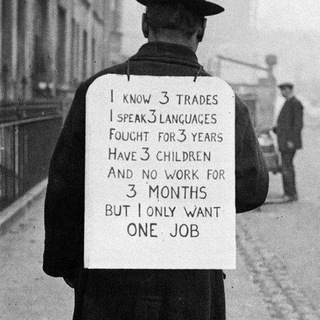 I KNOW 3 TRADES
I SPEAK 3 LANGUAGES
FOUGHT FOR 3 YEARS
HAVE 3 CHILDREN
AND NO WORK FOR
3 MONTHS
BUT I ONLY WANT
ONE JOB